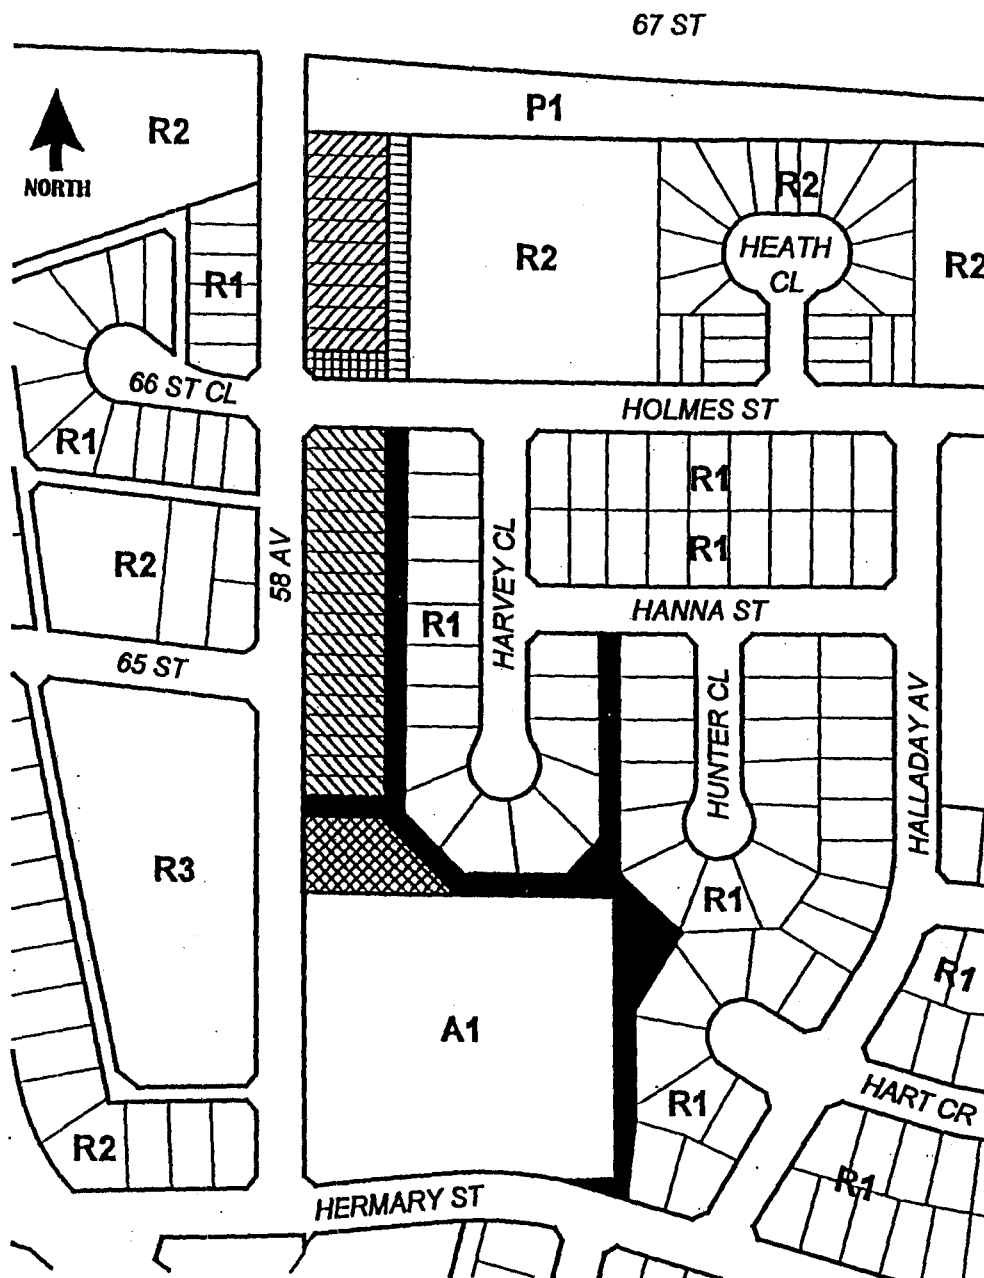 67 ST
P1
R2
NORTH
R2
HEATH
CL
R2
R2
R1
66 ST CL
HOLMES ST
R1
R1
R1
R2
58 AV
HARVEY CL
HANNA ST
R1
65 ST
HUNTER CL
HALLADAY AV
R3
R1
R1
A1
R1
HART CR
R2
R1
HERMARY ST